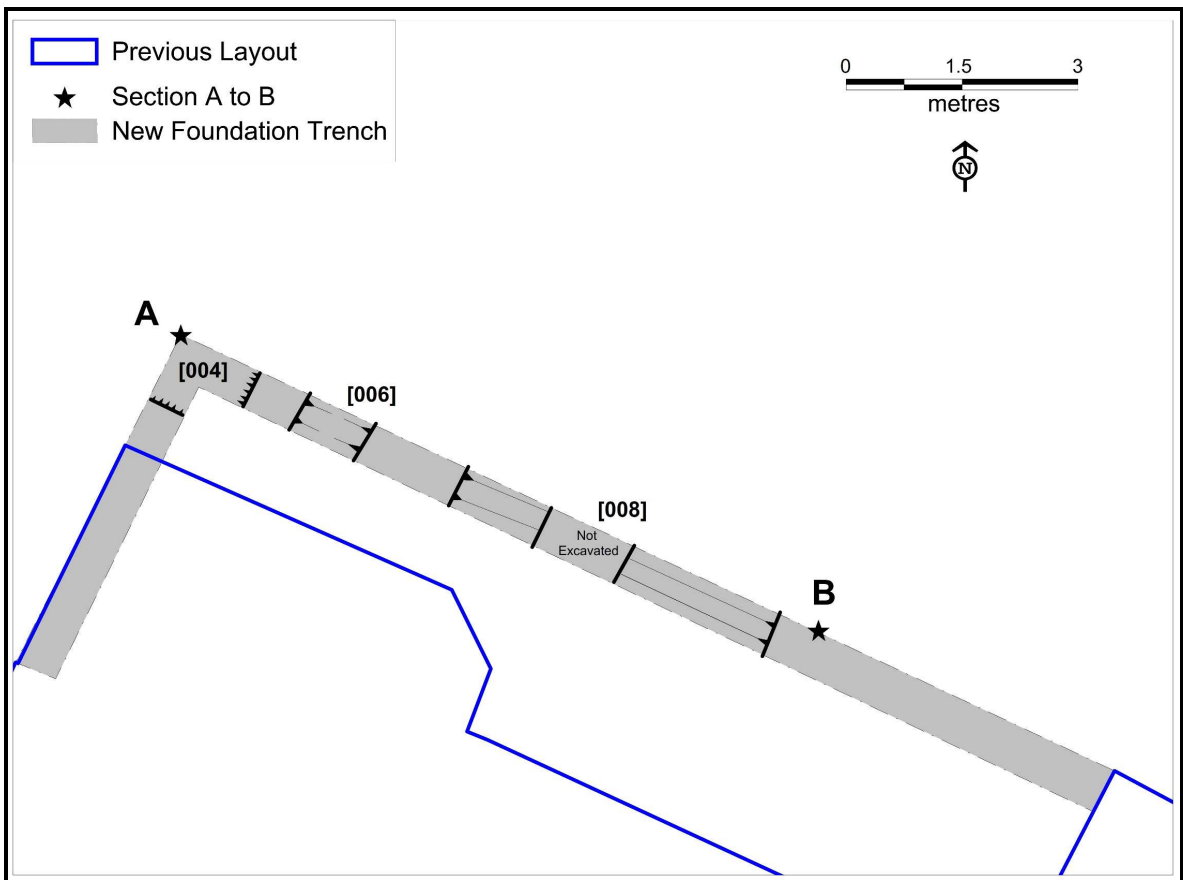 Previous Layout
Section A to B
New Foundation Trench
0 1.5 3
metres
N
A
[004]
[006]
[008]
Not
Excavated
B